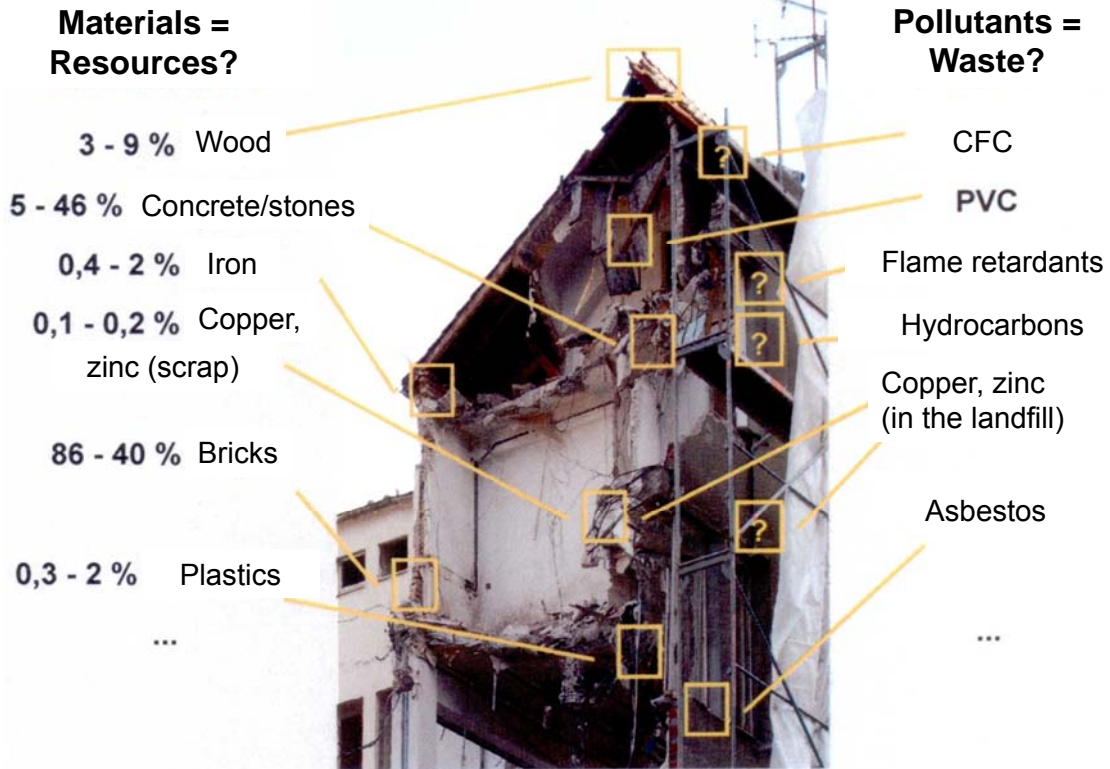 Materials =
Resources?
3 - 9 % Wood
5 - 46 % Concrete/stones
0,4 - 2 % Iron
0,1 - 0,2 % Copper,
zinc (scrap)
86 - 40 % Bricks
0,3 - 2 % Plastics
...
Pollutants =
Waste?
CFC
PVC
Flame retardants
Hydrocarbons
Copper, zinc
(in the landfill)
Asbestos
...
?
?
?
?